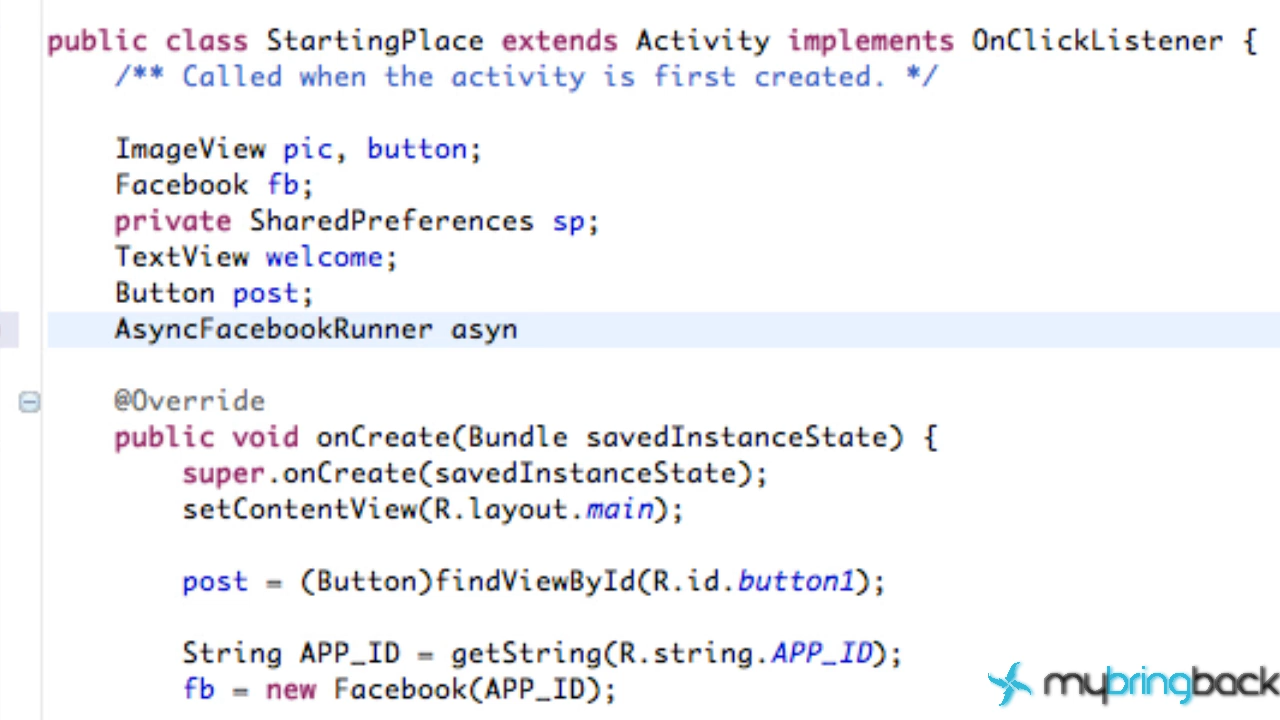 public class StartingPlace extends Activity implements OnClickListener {
/** Called when the activity is first created. */
ImageView pic, button;
Facebook fb;
private SharedPreferences sp;
TextView welcome;
Button post;
AsyncFacebookRunner asyn
@Override
public void onCreate(Bundle savedInstanceState) {
super.onCreate(savedInstanceState);
setContentView(R.layout.main);
post = (Button)findViewById(R.id.button1);
String APP_ID = getString(R.string.APP_ID);
fb = new Facebook(APP_ID);
mybringback